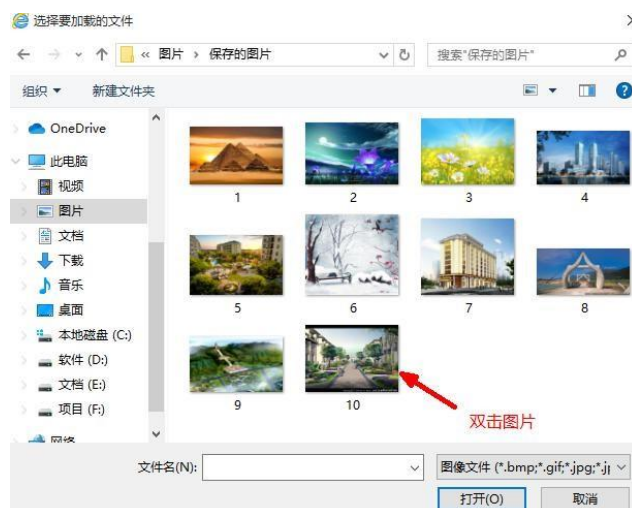 选择要加载的文件
« 图片 › 保存的图片
搜索"保存的图片"
组织
新建文件夹
OneDrive
此电脑
视频
图片
文档
下载
音乐
桌面
本地磁盘 (C:)
软件 (D:)
文档 (E:)
项目 (F:)
网络
1
2
3
4
5
6
7
8
9
10
双击图片
文件名(N):
图像文件 (*.bmp;*.gif;*.jpg;*.j
打开(O)
取消